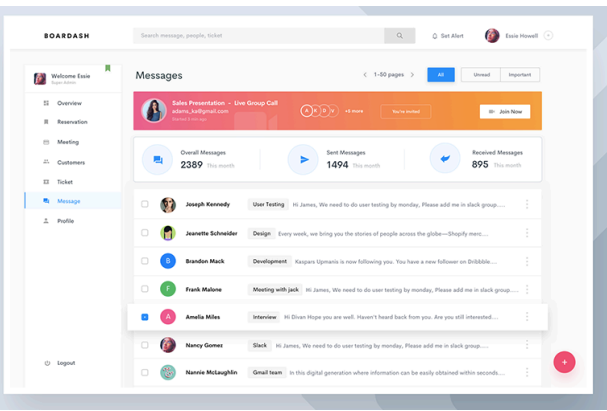 BOARDASH
Search message, people, ticket
Set Alert
Essie Howell
Welcome Essie
Super Admin
Overview
Reservation
Meeting
Customers
Ticket
Message
Profile
Logout
Messages
1-50 pages
All
Unread
Important
Sales Presentation - Live Group Call
adams_ka@gmail.com
Started 5 min ago
A K D V +5 more
You're invited
Join Now
Overall Messages
2389 This month
Sent Messages
1494 This month
Received Messages
895 This month
Joseph Kennedy User Testing Hi James, We need to do user testing by monday, Please add me in slack group....
Jeanette Schneider Design Every week, we bring you the stories of people across the globe—Shopify merc....
B Brandon Mack Development Kaspars Upmanis is now following you. You have a new follower on Dribbble....
F Frank Malone Meeting with jack Hi James, We need to do user testing by monday, Please add me in slack group....
A Amelia Miles Interview Hi Divan Hope you are well. Haven't heard back from you. Are you still interested....
Nancy Gomez Slack Hi James, We need to do user testing by monday, Please add me in slack group....
Nannie McLaughlin Gmail team In this digital generation where information can be easily obtained within seconds....